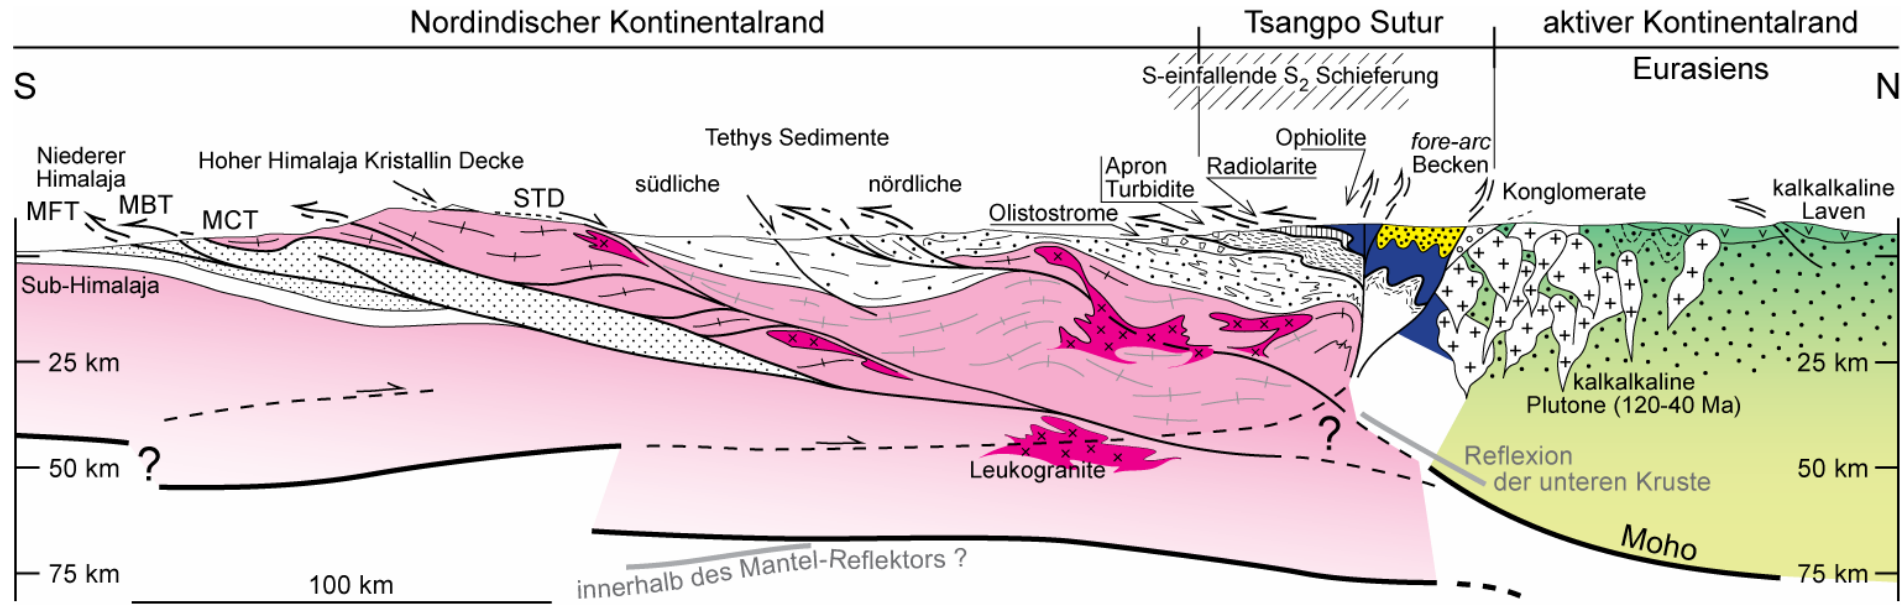 Nordindischer Kontinentalrand
Tsangpo Sutur
aktiver Kontinentalrand
Eurasiens
S
N
S-einfallende S2 Schieferung
Tethys Sedimente
südliche
nördliche
Niederer
Himalaja
Hoher Himalaja Kristallin Decke
MFT
MBT
MCT
STD
Olistostrome
Apron
Turbidite
Radiolarite
Ophiolite
fore-arc
Becken
Konglomerate
kalkalkaline
Laven
Sub-Himalaja
25 km
50 km
75 km
?
100 km
Leukogranite
?
innerhalb des Mantel-Reflektors ?
kalkalkaline
Plutone (120-40 Ma)
Reflexion
der unteren Kruste
Moho
25 km
50 km
75 km